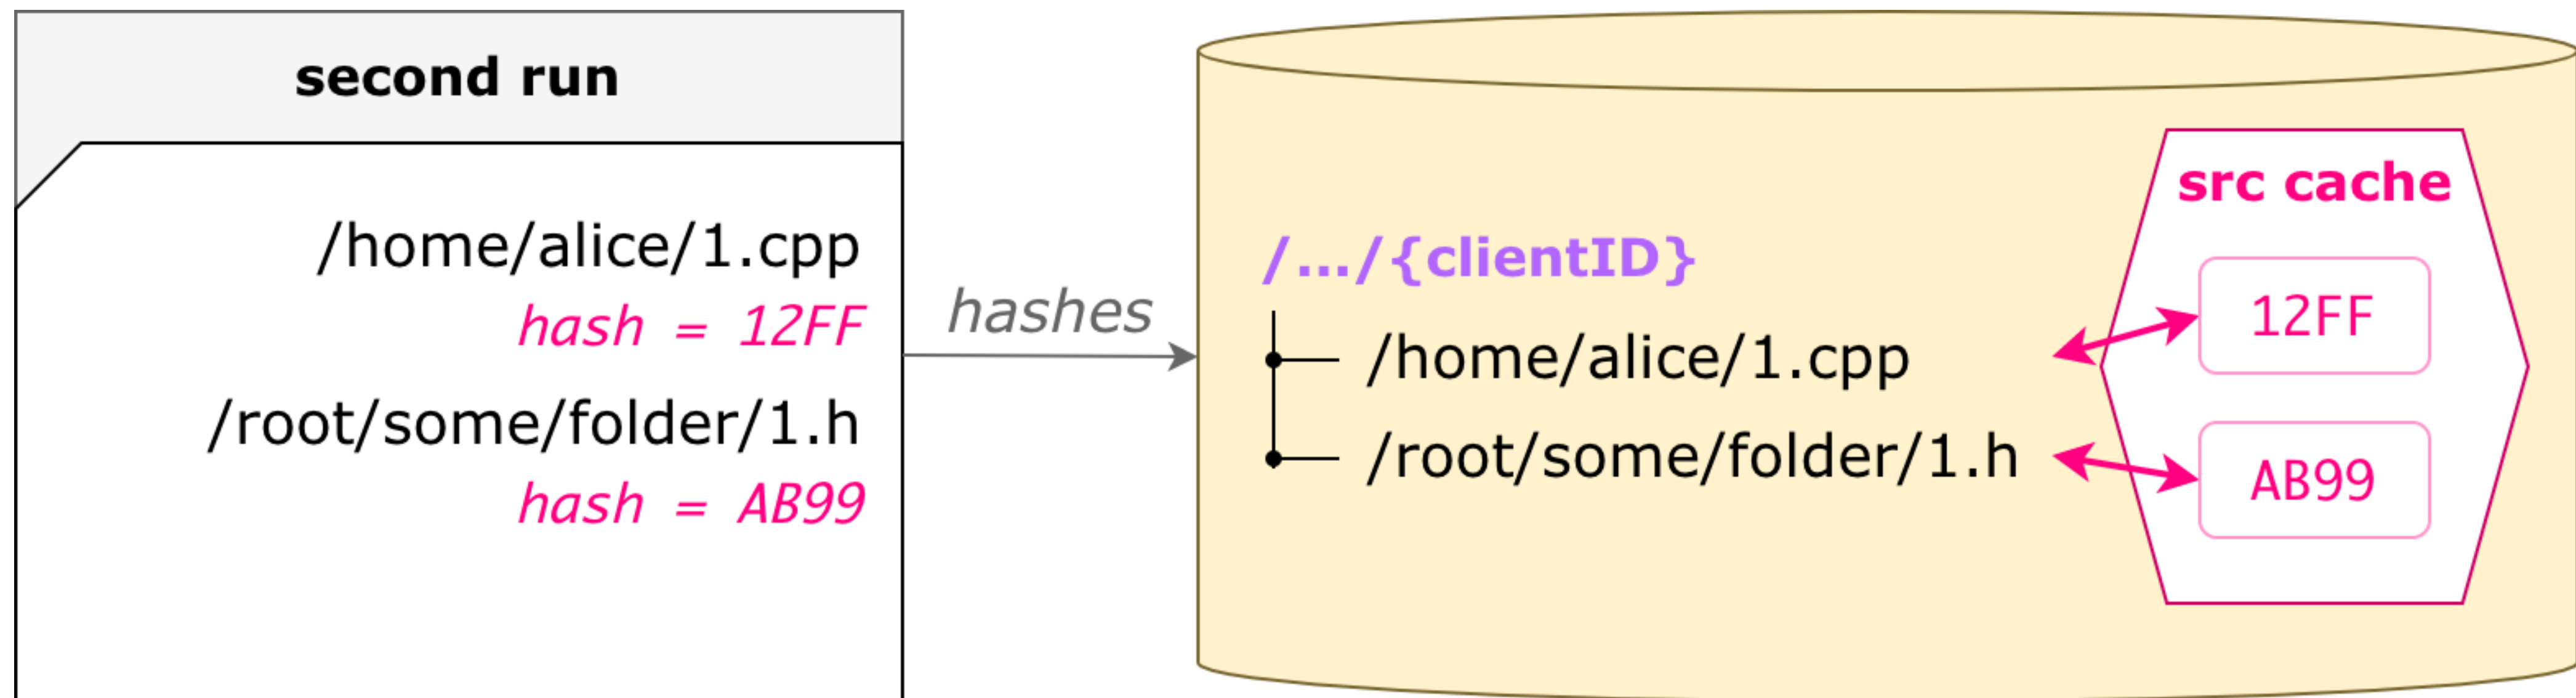 second run
/home/alice/1.cpp
hash = 12FF
/root/some/folder/1.h
hash = AB99
hashes
/.../{clientID}
/home/alice/1.cpp
/root/some/folder/1.h
src cache
12FF
AB99